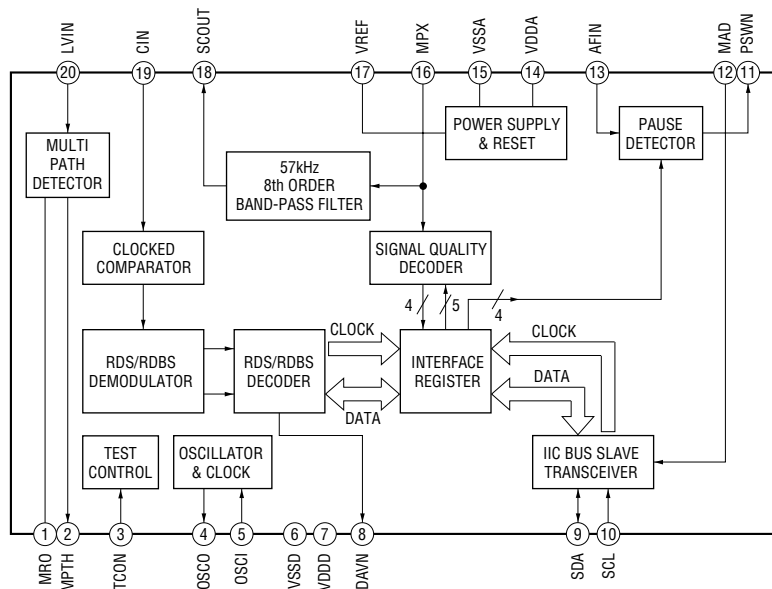 LVIN
CIN
SCOUT
VREF
MPX
VSSA
VDDA
AFIN
MAD
PSWN
20
19
18
17
16
15
14
13
12
11
MULTI
PATH
DETECTOR
57kHz
8th ORDER
BAND-PASS FILTER
POWER SUPPLY
& RESET
PAUSE
DETECTOR
CLOCKED
COMPARATOR
SIGNAL QUALITY
DECODER
4
5
4
RDS/RDBS
DEMODULATOR
RDS/RDBS
DECODER
CLOCK
DATA
INTERFACE
REGISTER
CLOCK
DATA
TEST
CONTROL
OSCILLATOR
& CLOCK
IIC BUS SLAVE
TRANSCEIVER
1
2
3
4
5
6
7
8
9
10
MRO
MPTH
TCON
OSCO
OSCI
VSSD
VDDD
DAVN
SDA
SCL